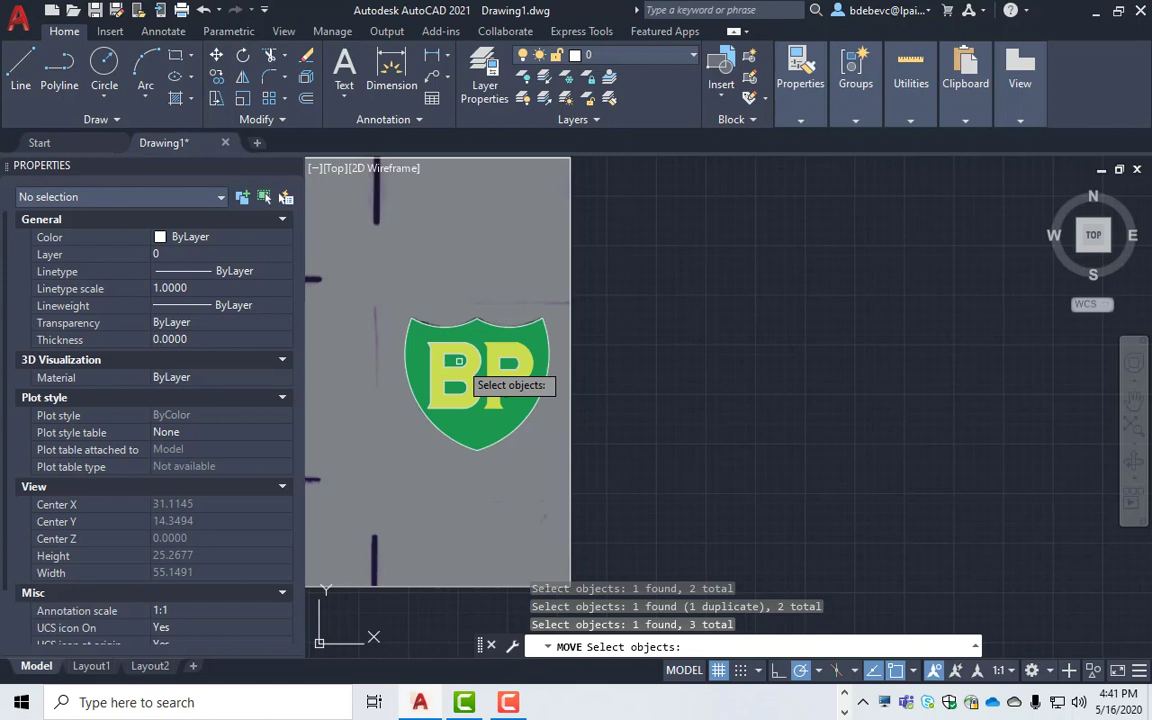 Autodesk AutoCAD 2021 Drawing1.dwg
Type a keyword or phrase
bdebevc@lpai...
Home Insert Annotate Parametric View Manage Output Add-ins Collaborate Express Tools Featured Apps
Line Polyline Circle Arc Text Dimension Layer Properties 0 Insert Properties Groups Utilities Clipboard View
Draw Modify Annotation Layers Block
Start Drawing1*
PROPERTIES
No selection
General
Color ByLayer
Layer 0
Linetype ByLayer
Linetype scale 1.0000
Lineweight ByLayer
Transparency ByLayer
Thickness 0.0000
3D Visualization
Material ByLayer
Plot style
Plot style ByColor
Plot style table None
Plot table attached to Model
Plot table type Not available
View
Center X 31.1145
Center Y 14.3494
Center Z 0.0000
Height 25.2677
Width 55.1491
Misc
Annotation scale 1:1
UCS icon On Yes
[−][Top][2D Wireframe]
BP
Select objects:
N
W TOP E
S
WCS
Y
X
Select objects: 1 found, 2 total
Select objects: 1 found (1 duplicate), 2 total
Select objects: 1 found, 3 total
MOVE Select objects:
Model Layout1 Layout2
MODEL 1:1
Type here to search
4:41 PM
5/16/2020